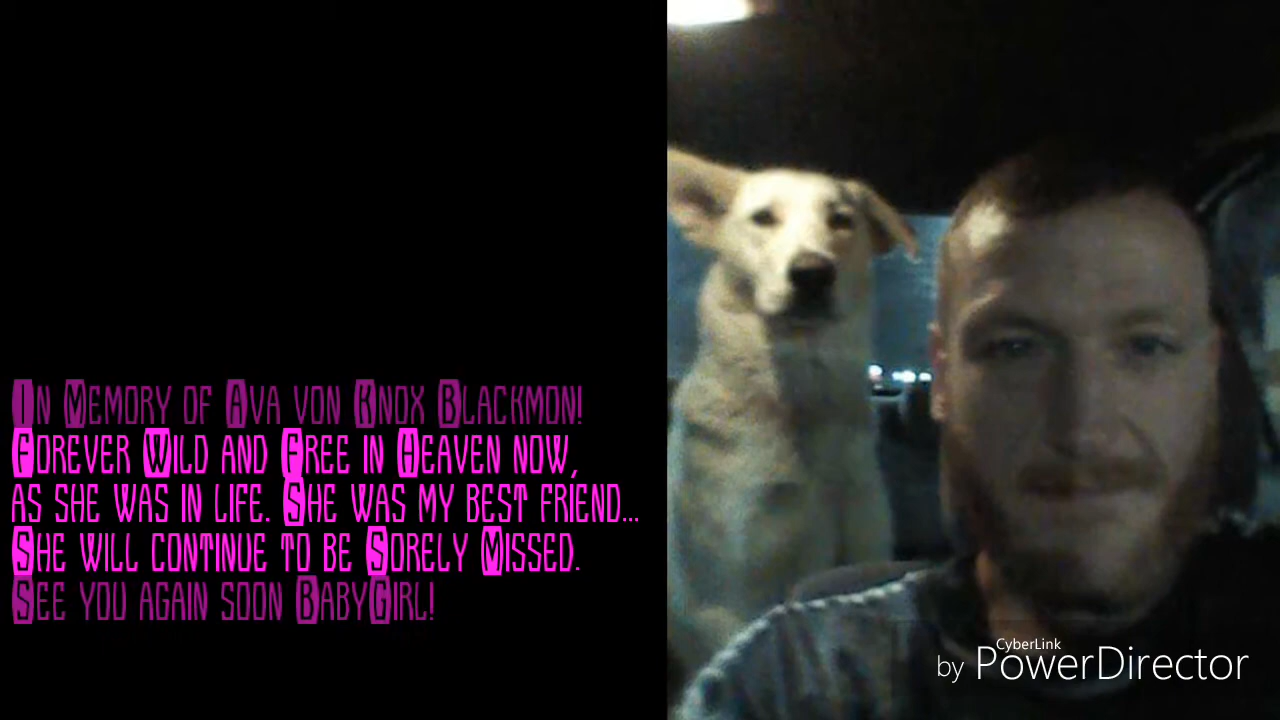 In Memory of Ava von Knox Blackmon!
Forever Wild and Free in Heaven now,
as she was in life. She was my best friend...
She will continue to be Sorely Missed.
See you again soon BabyGirl!
CyberLink
by PowerDirector